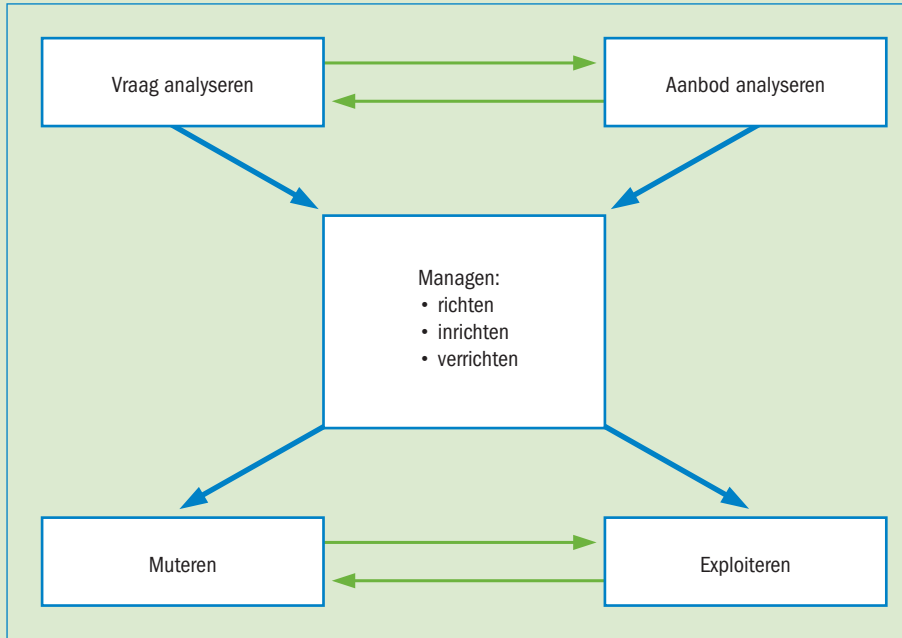 Vraag analyseren
Aanbod analyseren
Managen:
• richten
• inrichten
• verrichten
Muteren
Exploiteren